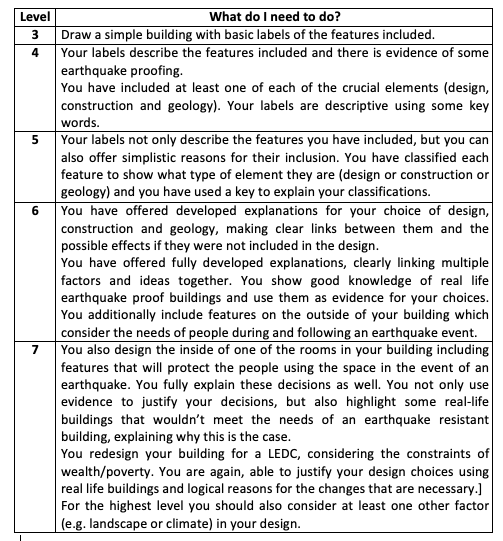 Level What do I need to do?
3 Draw a simple building with basic labels of the features included.
4 Your labels describe the features included and there is evidence of some
earthquake proofing.
You have included at least one of each of the crucial elements (design,
construction and geology). Your labels are descriptive using some key
words.
5 Your labels not only describe the features you have included, but you can
also offer simplistic reasons for their inclusion. You have classified each
feature to show what type of element they are (design or construction or
geology) and you have used a key to explain your classifications.
6 You have offered developed explanations for your choice of design,
construction and geology, making clear links between them and the
possible effects if they were not included in the design.
You have offered fully developed explanations, clearly linking multiple
factors and ideas together. You show good knowledge of real life
earthquake proof buildings and use them as evidence for your choices.
You additionally include features on the outside of your building which
consider the needs of people during and following an earthquake event.
7 You also design the inside of one of the rooms in your building including
features that will protect the people using the space in the event of an
earthquake. You fully explain these decisions as well. You not only use
evidence to justify your decisions, but also highlight some real-life
buildings that wouldn't meet the needs of an earthquake resistant
building, explaining why this is the case.
You redesign your building for a LEDC, considering the constraints of
wealth/poverty. You are again, able to justify your design choices using
real life buildings and logical reasons for the changes that are necessary.]
For the highest level you should also consider at least one other factor
(e.g. landscape or climate) in your design.